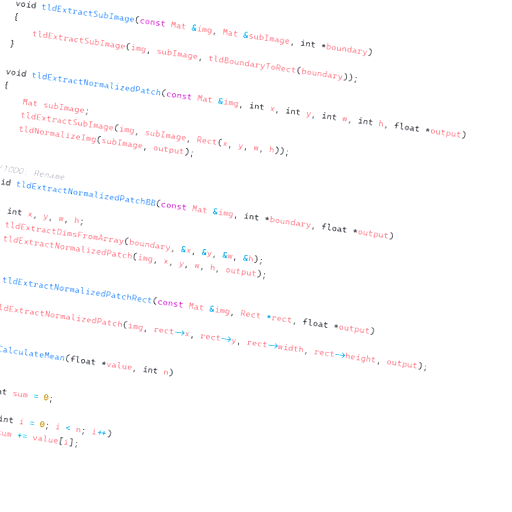 void tldExtractSubImage(const Mat &img, Mat &subImage, int *boundary)
{
tldExtractSubImage(img, subImage, tldBoundaryToRect(boundary));
}
void tldExtractNormalizedPatch(const Mat &img, int x, int y, int w, int h, float *output)
{
Mat subImage;
tldExtractSubImage(img, subImage, Rect(x, y, w, h));
tldNormalizeImg(subImage, output);
TODO: Rename
id tldExtractNormalizedPatchBB(const Mat &img, int *boundary, float *output)
int x, y, w, h;
tldExtractDimsFromArray(boundary, &x, &y, &w, &h);
tldExtractNormalizedPatch(img, x, y, w, h, output);
tldExtractNormalizedPatchRect(const Mat &img, Rect *rect, float *output)
ldExtractNormalizedPatch(img, rect->x, rect->y, rect->width, rect->height, output);
CalculateMean(float *value, int n)
nt sum = 0;
int i = 0; i < n; i++)
sum += value[i];